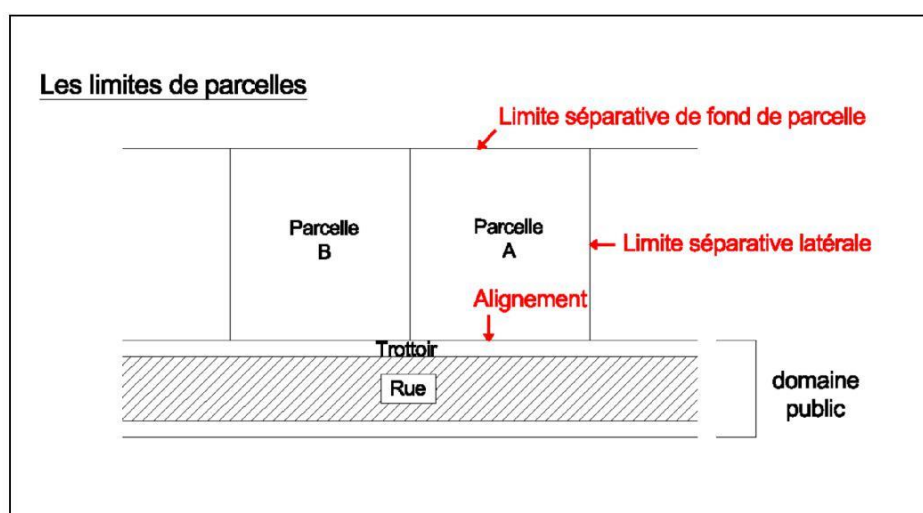 Les limites de parcelles
Limite séparative de fond de parcelle
Parcelle
B
Parcelle
A
Limite séparative latérale
Alignement
Trottoir
Rue
domaine
public